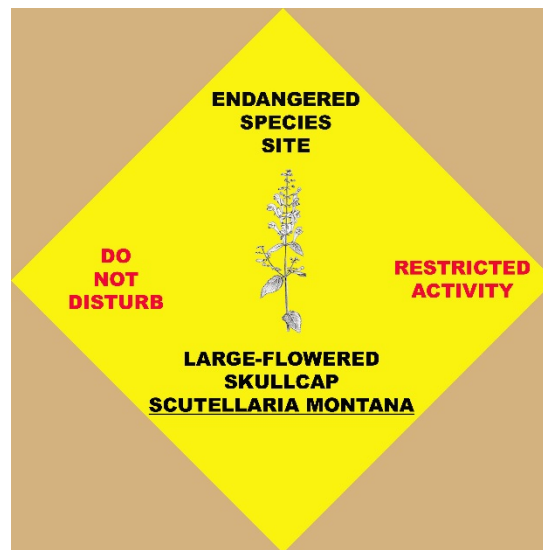 ENDANGERED
SPECIES
SITE
DO
NOT
DISTURB
RESTRICTED
ACTIVITY
LARGE-FLOWERED
SKULLCAP
SCUTELLARIA MONTANA